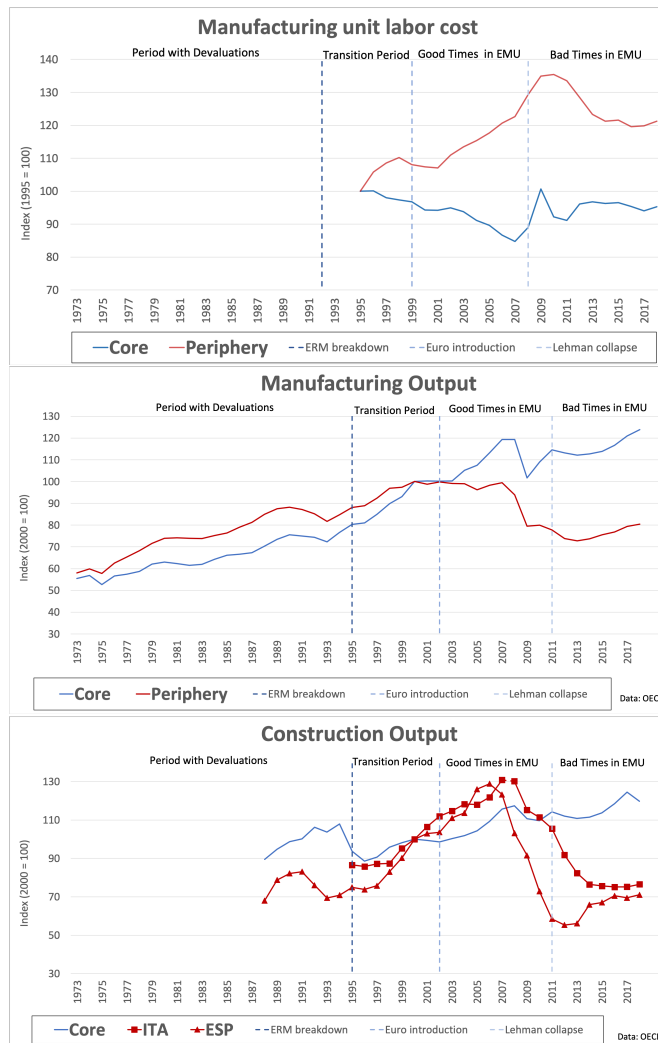 Manufacturing unit labor cost
Period with Devaluations
Transition Period
Good Times in EMU
Bad Times in EMU
Index (1995 = 100)
140
130
120
110
100
90
80
70
1973
1975
1977
1979
1981
1983
1985
1987
1989
1991
1993
1995
1997
1999
2001
2003
2005
2007
2009
2011
2013
2015
2017
Core
Periphery
ERM breakdown
Euro introduction
Lehman collapse
Manufacturing Output
Period with Devaluations
Transition Period
Good Times in EMU
Bad Times in EMU
Index (2000 = 100)
130
120
110
100
90
80
70
60
50
40
30
1973
1975
1977
1979
1981
1983
1985
1987
1989
1991
1993
1995
1997
1999
2001
2003
2005
2007
2009
2011
2013
2015
2017
Core
Periphery
ERM breakdown
Euro introduction
Lehman collapse
Data: OEC
Construction Output
Period with Devaluations
Transition Period
Good Times in EMU
Bad Times in EMU
Index (2000 = 100)
130
110
90
70
50
30
1973
1975
1977
1979
1981
1983
1985
1987
1989
1991
1993
1995
1997
1999
2001
2003
2005
2007
2009
2011
2013
2015
2017
Core
ITA
ESP
ERM breakdown
Euro introduction
Lehman collapse
Data: OEC